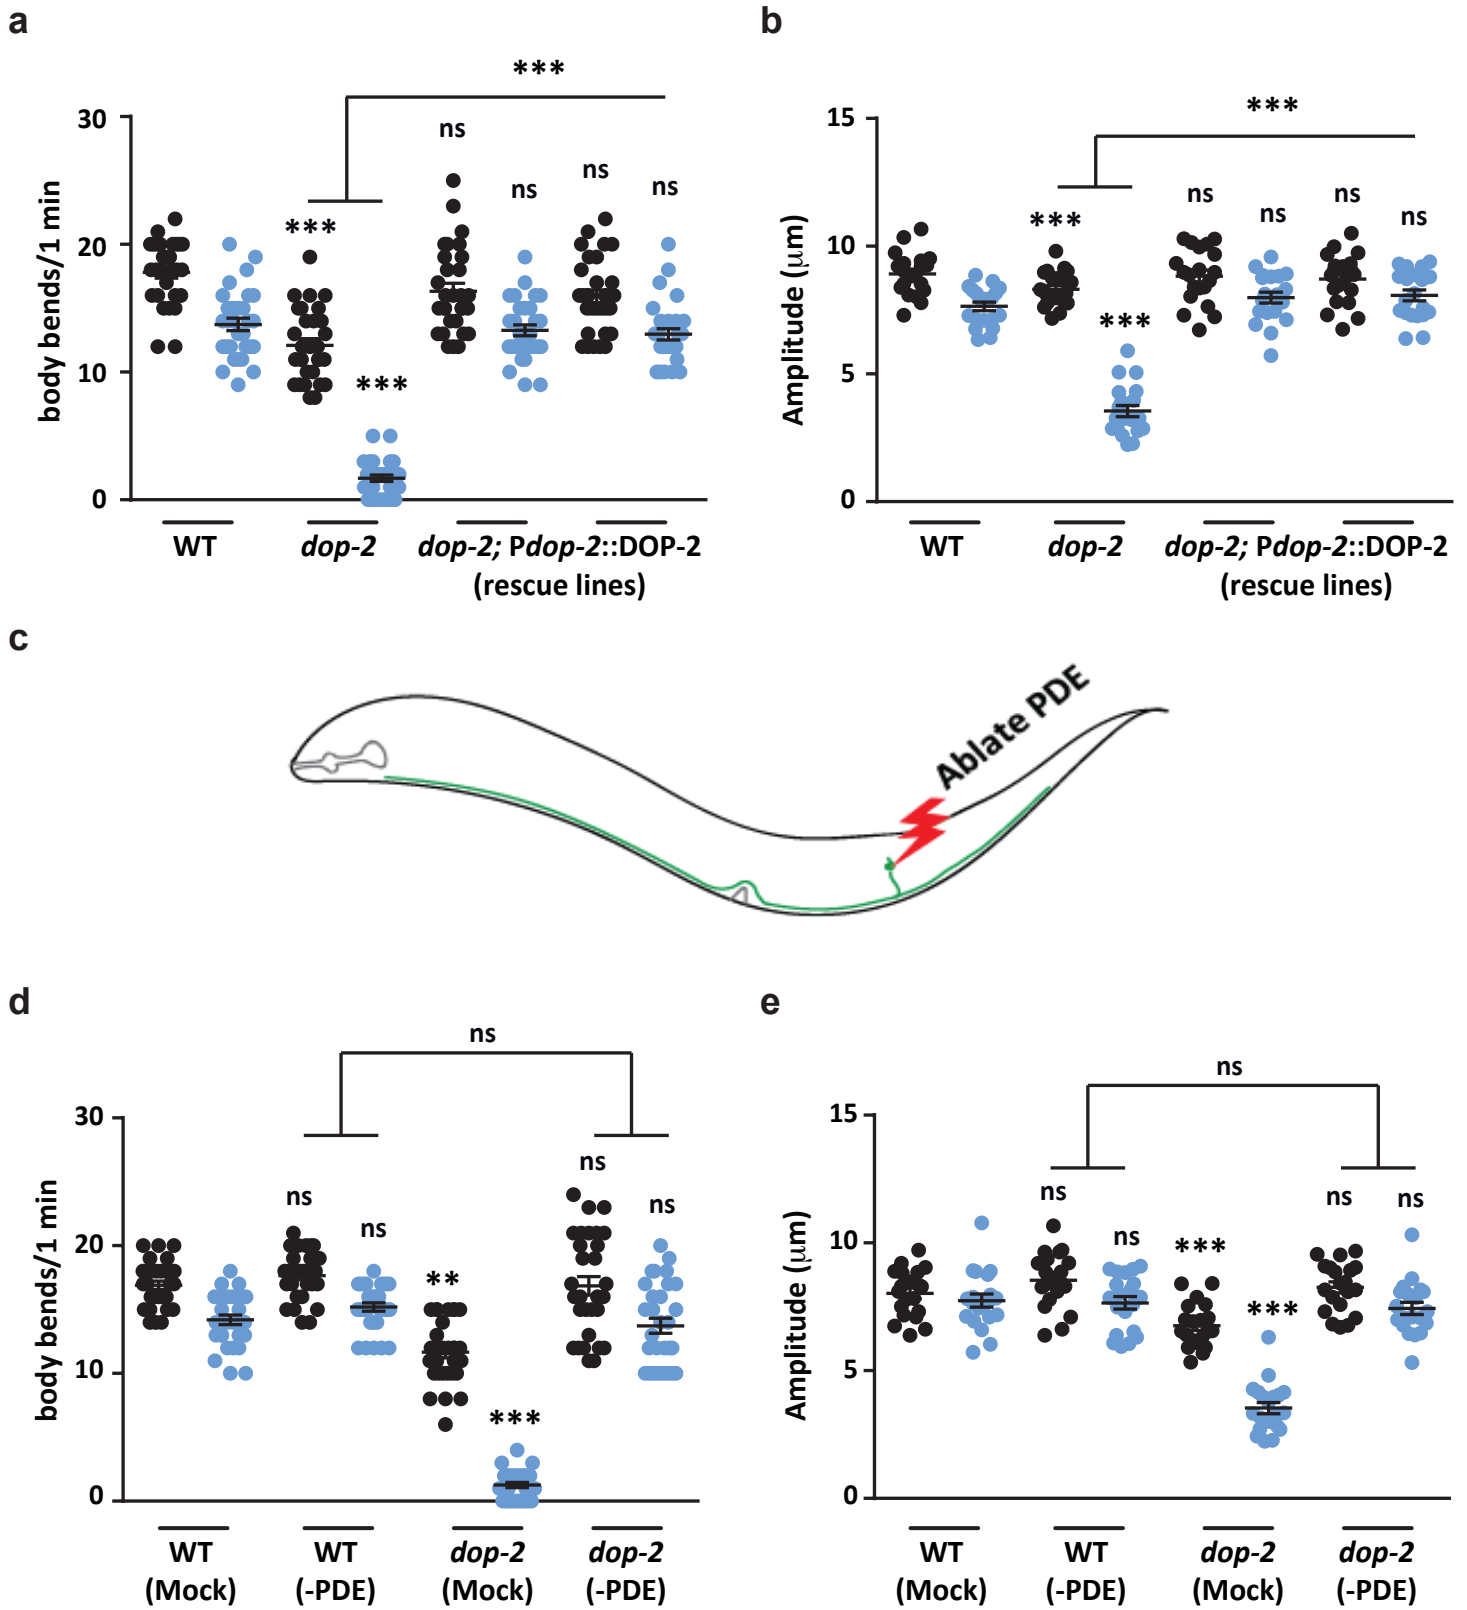 a
***
30
ns
ns
ns
ns
20
***
***
10
0
body bends/1 min
WT
dop-2
dop-2; Pdop-2::DOP-2
(rescue lines)
b
***
15
ns
ns
ns
ns
***
10
***
5
0
Amplitude (µm)
WT
dop-2
dop-2; Pdop-2::DOP-2
(rescue lines)
c
Ablate PDE
d
ns
30
ns
ns
ns
ns
20
**
10
***
0
body bends/1 min
WT
(Mock)
WT
(-PDE)
dop-2
(Mock)
dop-2
(-PDE)
e
ns
15
ns
ns
ns
ns
***
10
***
5
0
Amplitude (µm)
WT
(Mock)
WT
(-PDE)
dop-2
(Mock)
dop-2
(-PDE)